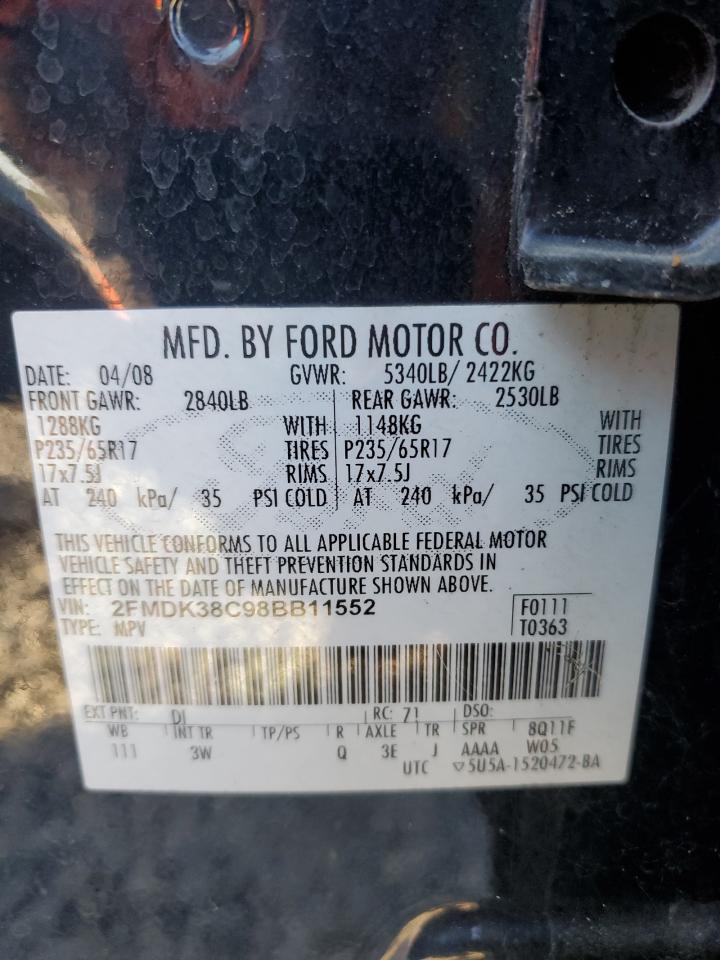 MFD. BY FORD MOTOR CO.
DATE: 04/08 GVWR: 5340LB/ 2422KG
FRONT GAWR: 2840LB REAR GAWR: 2530LB
1288KG WITH 1148KG WITH
P235/65R17 TIRES P235/65R17 TIRES
17x7.5J RIMS 17x7.5J RIMS
AT 240 kPa/ 35 PSI COLD AT 240 kPa/ 35 PSI COLD
THIS VEHICLE CONFORMS TO ALL APPLICABLE FEDERAL MOTOR
VEHICLE SAFETY AND THEFT PREVENTION STANDARDS IN
EFFECT ON THE DATE OF MANUFACTURE SHOWN ABOVE.
VIN: 2FMDK38C98BB11552 F0111
TYPE: MPV T0363
EXT PNT: DI RC: 71 DSO:
WB INT TR TP/PS R AXLE TR SPR 8Q11F
111 3W Q 3E J AAAA W05
UTC ▽5U5A-1520472-BA